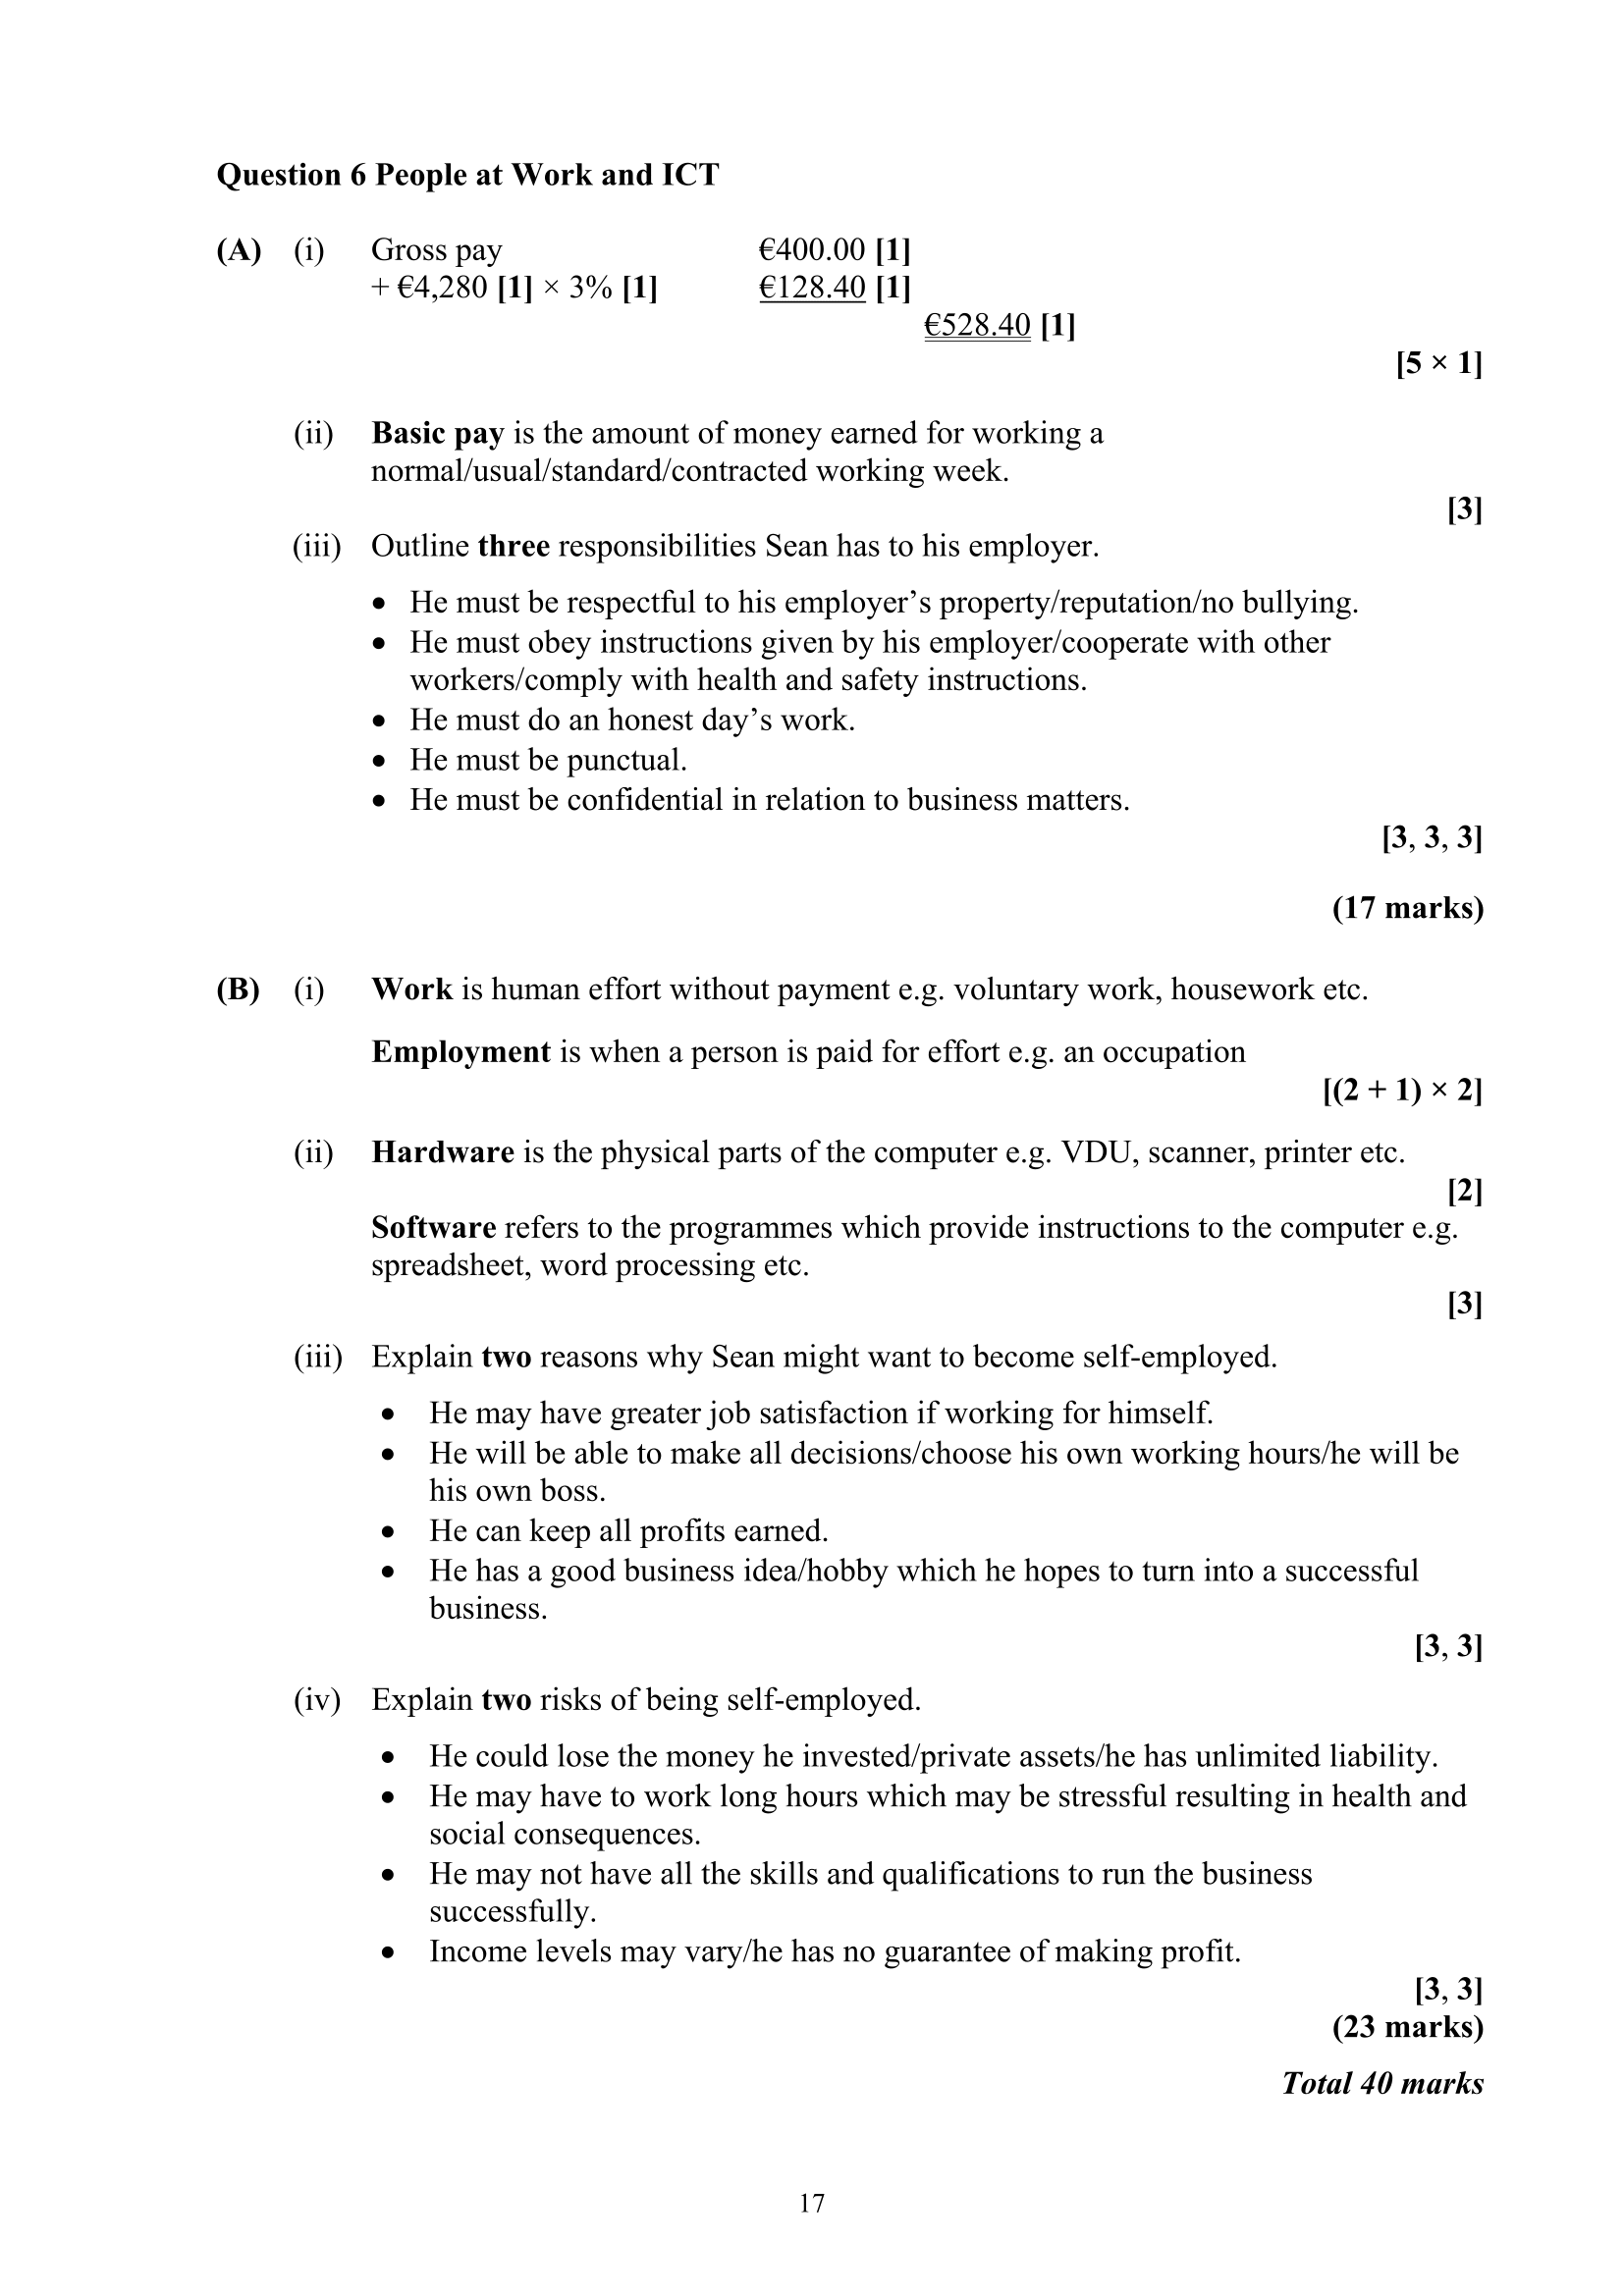 Question 6 People at Work and ICT
(A) (i) Gross pay €400.00 [1]
+ €4,280 [1] × 3% [1] €128.40 [1]
€528.40 [1]
[5 × 1]
(ii) Basic pay is the amount of money earned for working a
normal/usual/standard/contracted working week.
[3]
(iii) Outline three responsibilities Sean has to his employer.
• He must be respectful to his employer’s property/reputation/no bullying.
• He must obey instructions given by his employer/cooperate with other
workers/comply with health and safety instructions.
• He must do an honest day’s work.
• He must be punctual.
• He must be confidential in relation to business matters.
[3, 3, 3]
(17 marks)
(B) (i) Work is human effort without payment e.g. voluntary work, housework etc.
Employment is when a person is paid for effort e.g. an occupation
[(2 + 1) × 2]
(ii) Hardware is the physical parts of the computer e.g. VDU, scanner, printer etc.
[2]
Software refers to the programmes which provide instructions to the computer e.g.
spreadsheet, word processing etc.
[3]
(iii) Explain two reasons why Sean might want to become self-employed.
• He may have greater job satisfaction if working for himself.
• He will be able to make all decisions/choose his own working hours/he will be
his own boss.
• He can keep all profits earned.
• He has a good business idea/hobby which he hopes to turn into a successful
business.
[3, 3]
(iv) Explain two risks of being self-employed.
• He could lose the money he invested/private assets/he has unlimited liability.
• He may have to work long hours which may be stressful resulting in health and
social consequences.
• He may not have all the skills and qualifications to run the business
successfully.
• Income levels may vary/he has no guarantee of making profit.
[3, 3]
(23 marks)
Total 40 marks
17